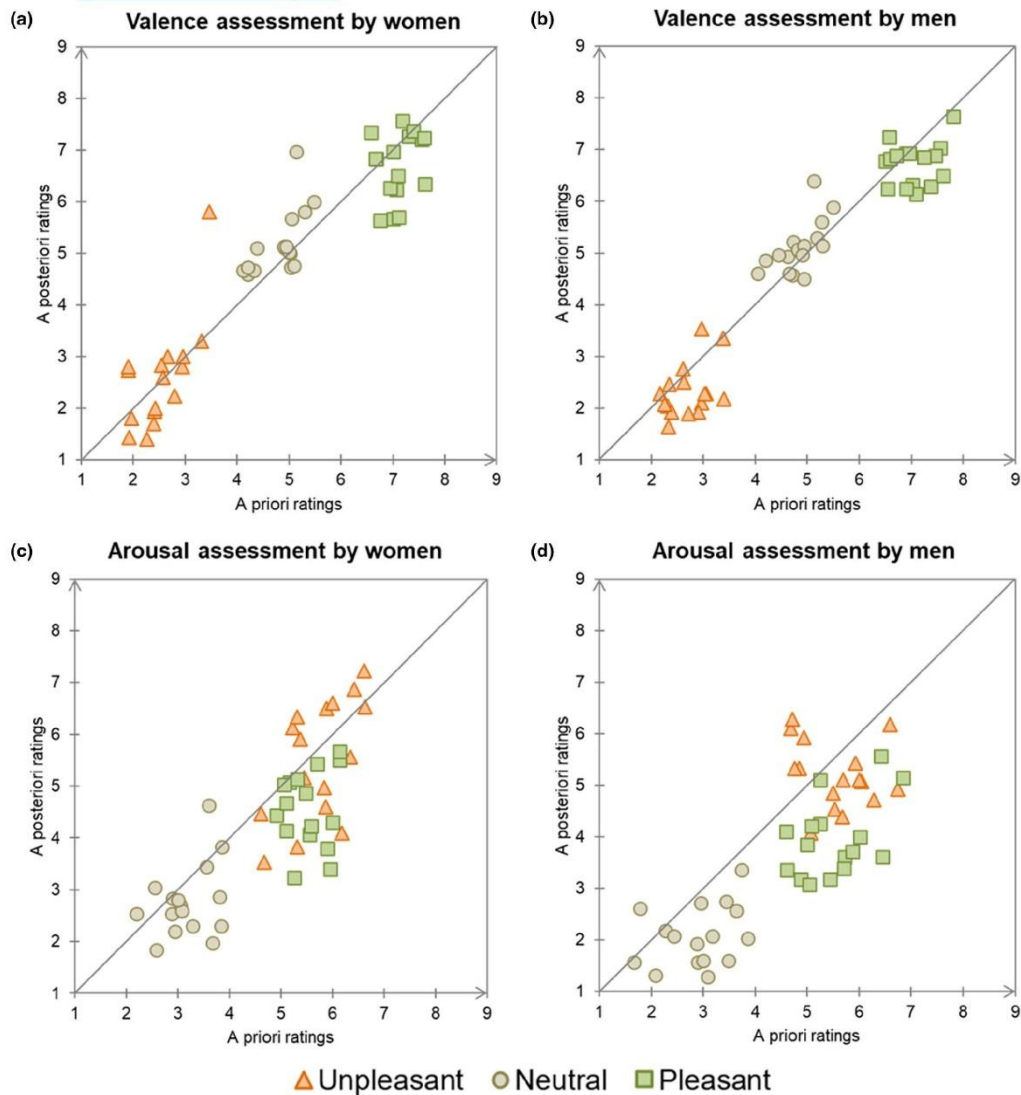 (a) Valence assessment by women
9
8
7
6
5
4
3
2
1
A posteriori ratings
1 2 3 4 5 6 7 8 9
A priori ratings
(b) Valence assessment by men
9
8
7
6
5
4
3
2
1
A posteriori ratings
1 2 3 4 5 6 7 8 9
A priori ratings
(c) Arousal assessment by women
9
8
7
6
5
4
3
2
1
A posteriori ratings
1 2 3 4 5 6 7 8 9
A priori ratings
(d) Arousal assessment by men
9
8
7
6
5
4
3
2
1
A posteriori ratings
1 2 3 4 5 6 7 8 9
A priori ratings
Unpleasant Neutral Pleasant